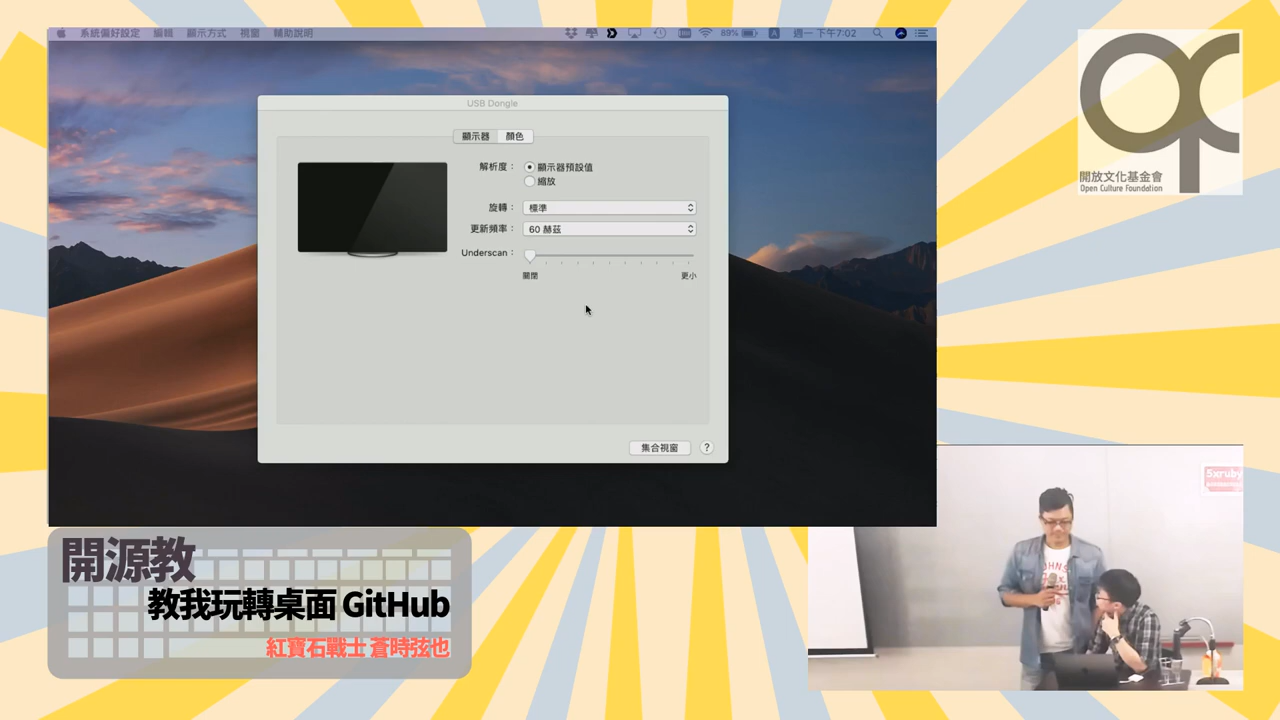 系統偏好設定 編輯 顯示方式 視窗 輔助說明
89% A 週一 下午7:02
USB Dongle
顯示器 顏色
解析度： 顯示器預設值
縮放
旋轉： 標準
更新頻率： 60 赫茲
Underscan：
關閉 更小
集合視窗 ?
開放文化基金會
Open Culture Foundation
5xruby
開源教
教我玩轉桌面 GitHub
紅寶石戰士 蒼時弦也